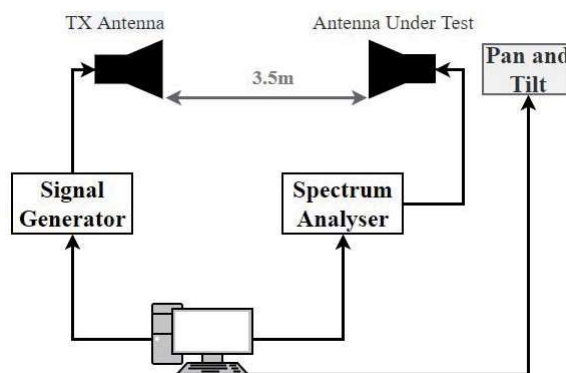 TX Antenna
Antenna Under Test
Pan and
Tilt
3.5m
Signal
Generator
Spectrum
Analyser